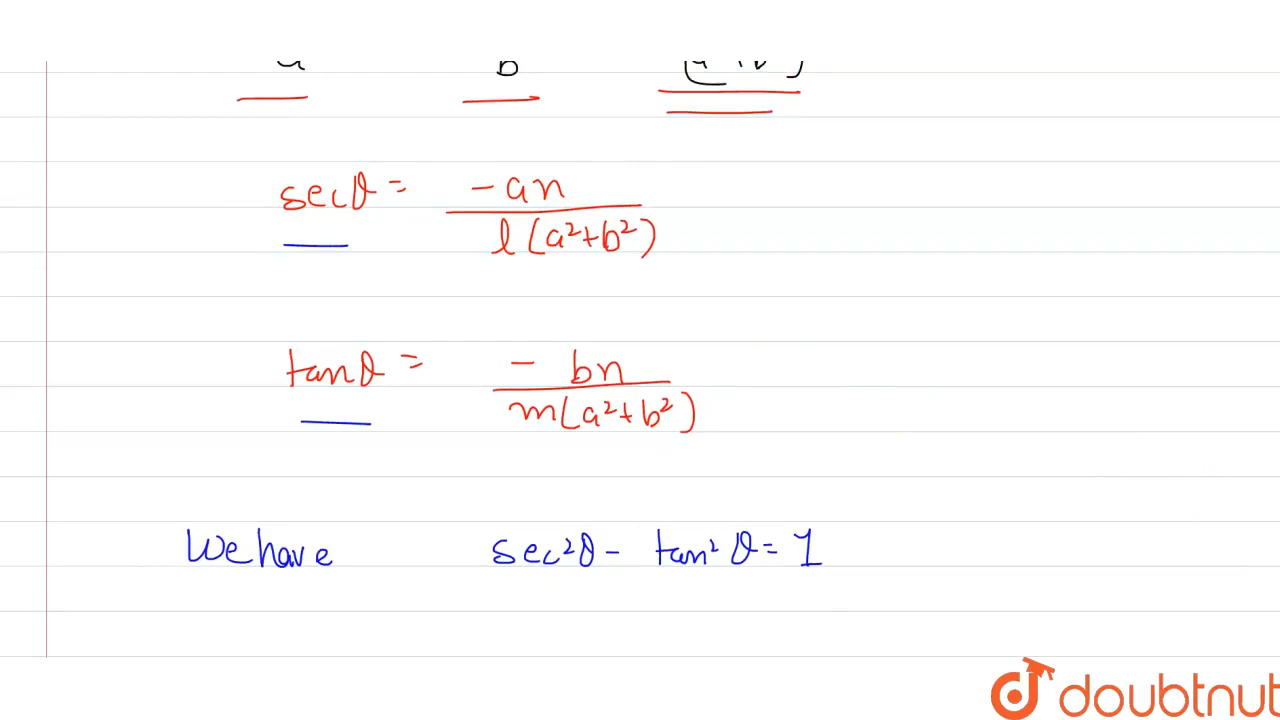 b
secθ = -an / l(a²+b²)
tanθ = - bn / m(a²+b²)
We have sec²θ - tan²θ = 1
doubtnut